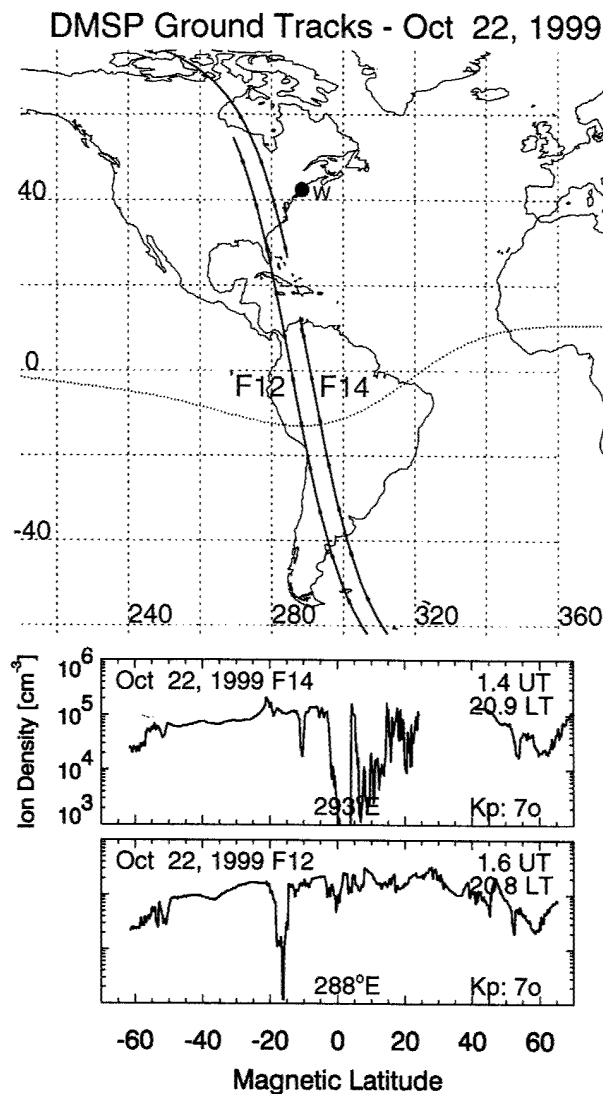 DMSP Ground Tracks - Oct 22, 1999
W
40
0
F12 F14
-40
240 280 320 360
Ion Density [cm⁻³]
10⁶
10⁵
10⁴
10³
Oct 22, 1999 F14 1.4 UT
20.9 LT
293°E Kp: 7o
Oct 22, 1999 F12 1.6 UT
20.8 LT
288°E Kp: 7o
-60 -40 -20 0 20 40 60
Magnetic Latitude